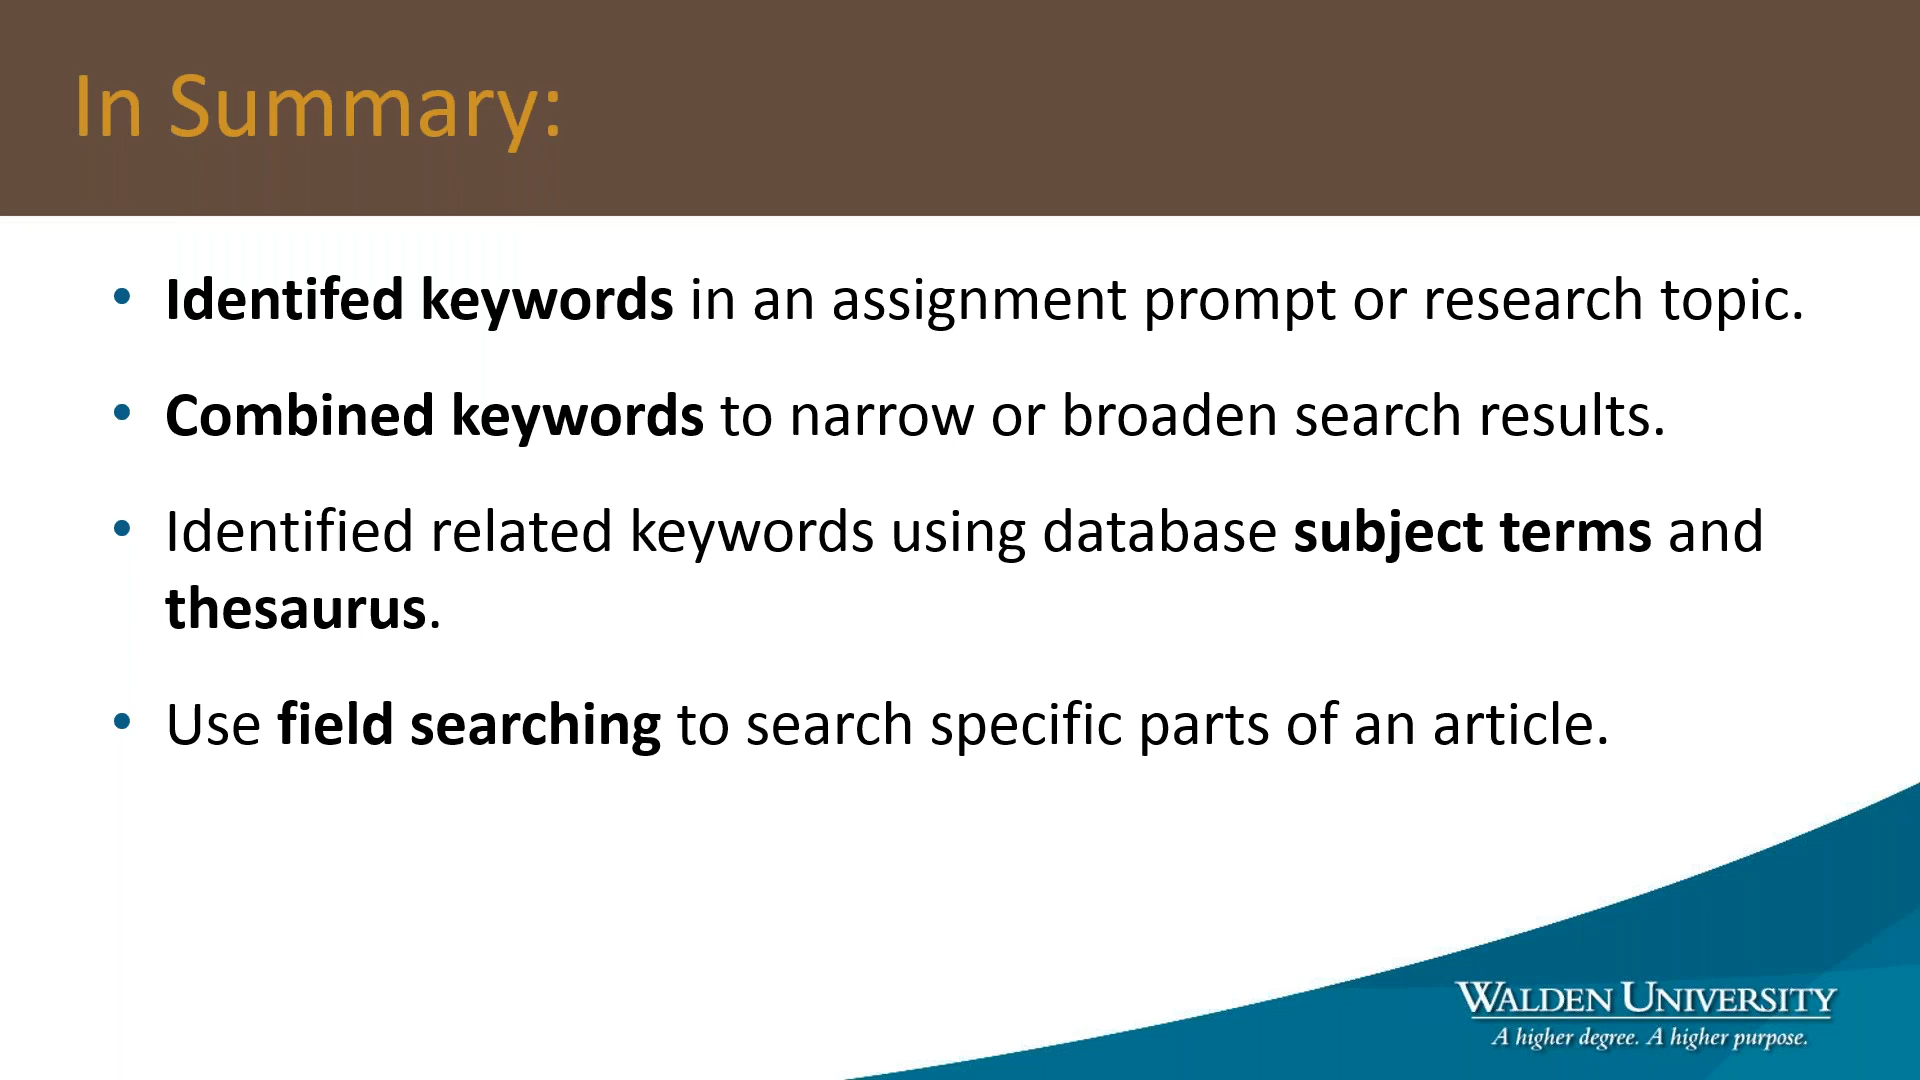 In Summary:
• Identifed keywords in an assignment prompt or research topic.
• Combined keywords to narrow or broaden search results.
• Identified related keywords using database subject terms and
thesaurus.
• Use field searching to search specific parts of an article.
WALDEN UNIVERSITY
A higher degree. A higher purpose.